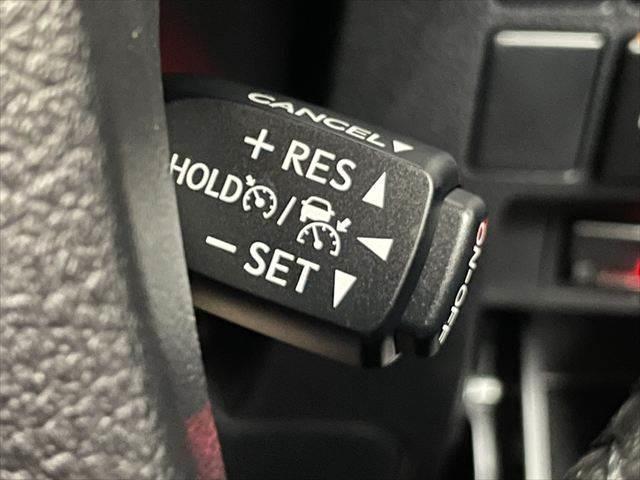 CANCEL
+ RES
HOLD /
- SET
ON-OFF